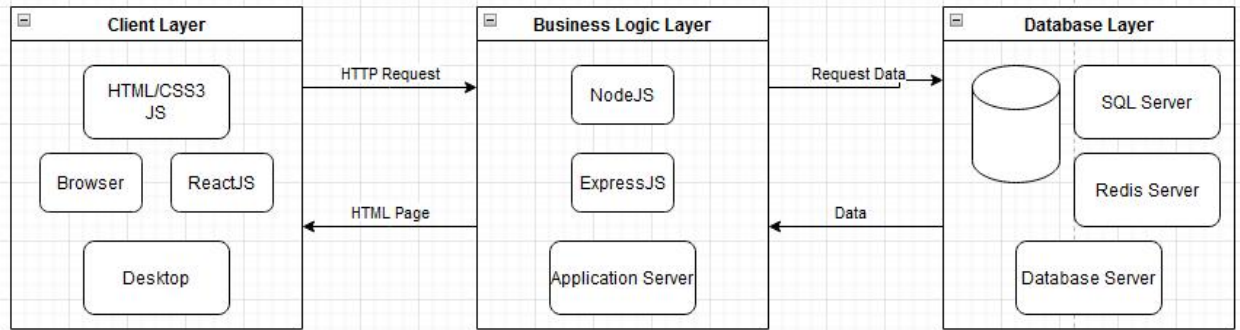 Client Layer
HTML/CSS3
JS
Browser
ReactJS
Desktop
HTTP Request
HTML Page
Business Logic Layer
NodeJS
ExpressJS
Application Server
Request Data
Data
Database Layer
SQL Server
Redis Server
Database Server